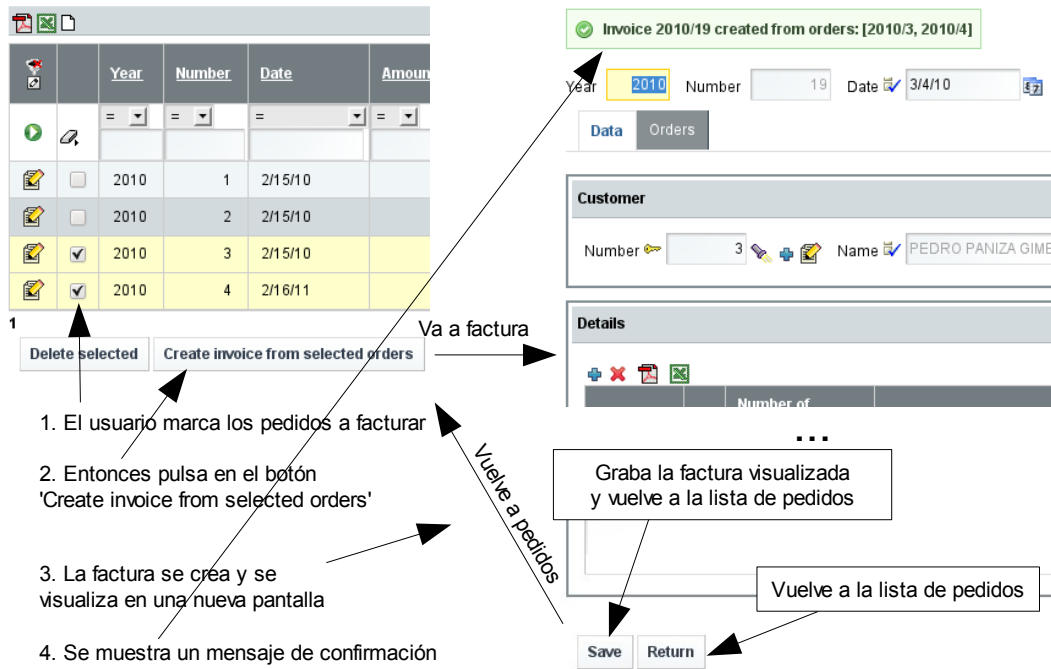 Year Number Date Amoun
= = = =
2010 1 2/15/10
2010 2 2/15/10
2010 3 2/15/10
2010 4 2/16/11
1
Delete selected Create invoice from selected orders
1. El usuario marca los pedidos a facturar
2. Entonces pulsa en el botón
'Create invoice from selected orders'
3. La factura se crea y se
visualiza en una nueva pantalla
4. Se muestra un mensaje de confirmación
Va a factura
Vuelve a pedidos
Invoice 2010/19 created from orders: [2010/3, 2010/4]
Year 2010 Number 19 Date 3/4/10
Data Orders
Customer
Number 3 Name PEDRO PANIZA GIME
Details
Number of
...
Graba la factura visualizada
y vuelve a la lista de pedidos
Vuelve a la lista de pedidos
Save Return